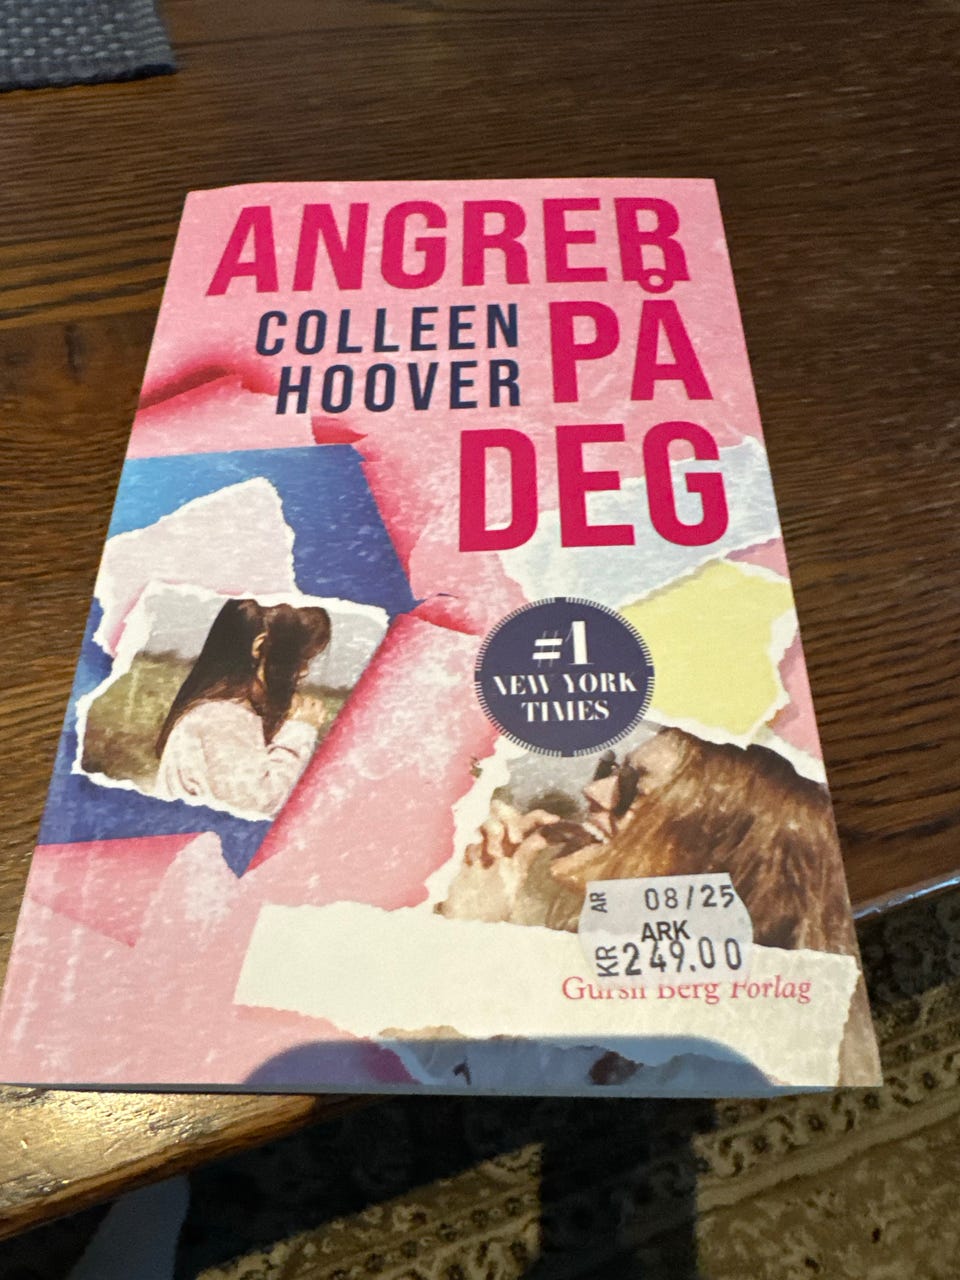 ANGRER
PÅ
DEG
COLLEEN
HOOVER
#1
NEW YORK
TIMES
AR 08/25
ARK
KR 249.00
Gursli Berg Forlag